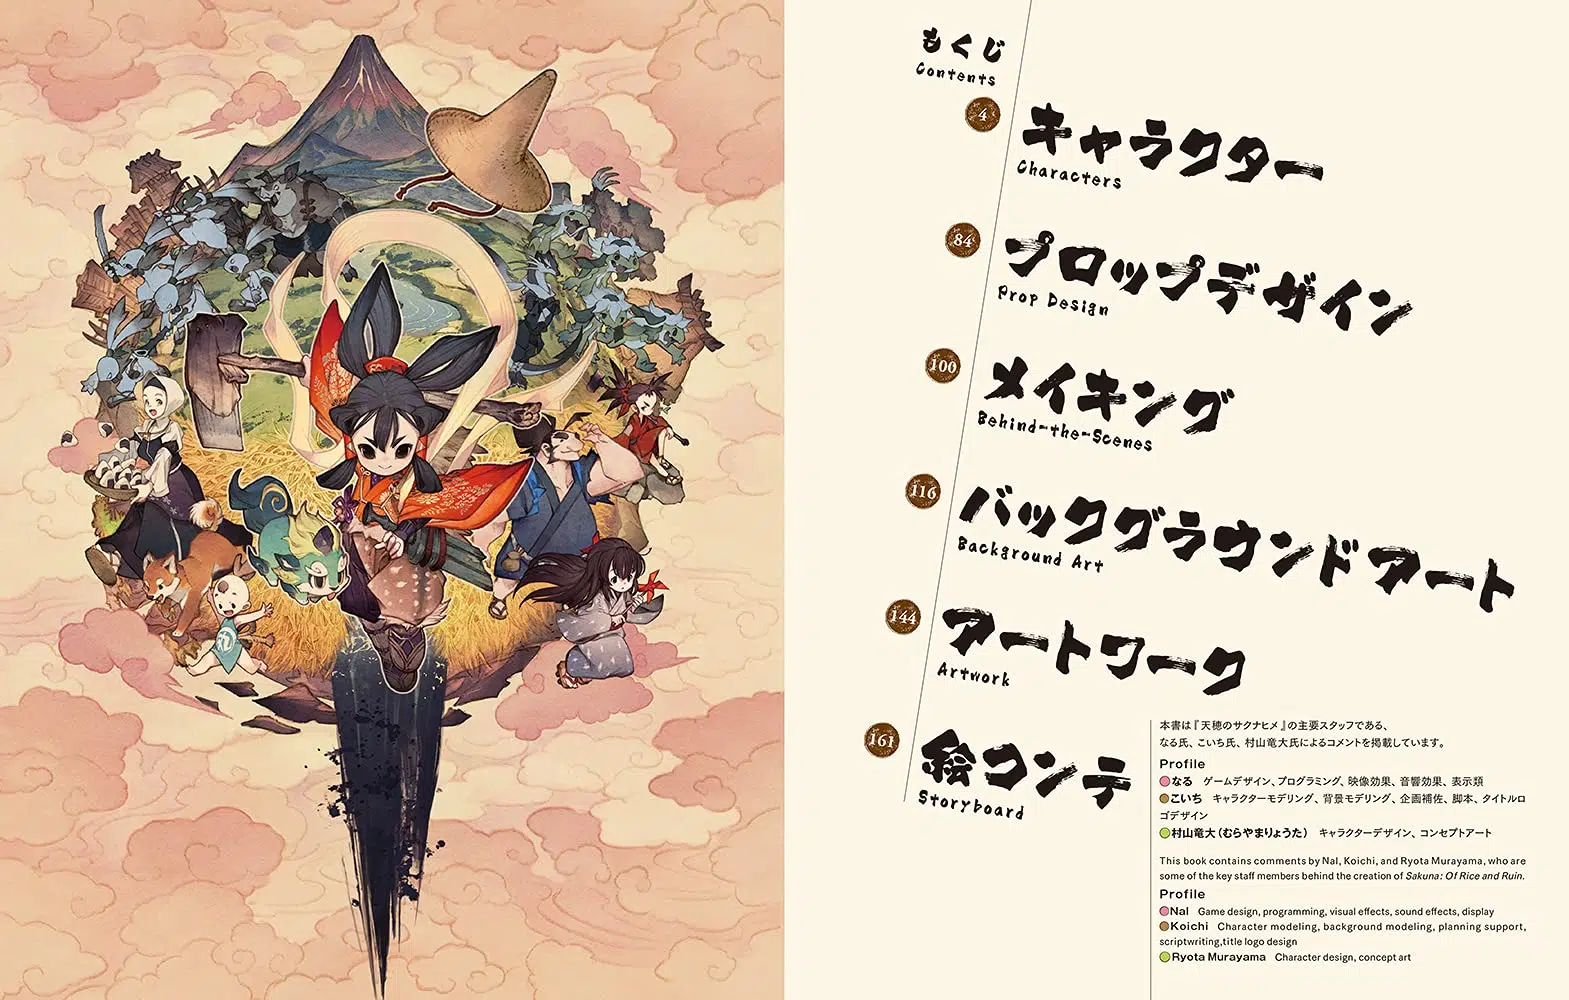 もくじ
Contents
4
キャラクター
Characters
84
プロップデザイン
Prop Design
100
メイキング
Behind-the-Scenes
116
バックグラウンドアート
Background Art
144
アートワーク
Artwork
161
絵コンテ
Storyboard
本書は『天穂のサクナヒメ』の主要スタッフである、
なる氏、こいち氏、村山竜大氏によるコメントを掲載しています。
Profile
なる　ゲームデザイン、プログラミング、映像効果、音響効果、表示類
こいち　キャラクターモデリング、背景モデリング、企画補佐、脚本、タイトルロ
ゴデザイン
村山竜大（むらやまりょうた）　キャラクターデザイン、コンセプトアート
This book contains comments by Nal, Koichi, and Ryota Murayama, who are
some of the key staff members behind the creation of Sakuna: Of Rice and Ruin.
Profile
Nal　Game design, programming, visual effects, sound effects, display
Koichi　Character modeling, background modeling, planning support,
scriptwriting,title logo design
Ryota Murayama　Character design, concept art